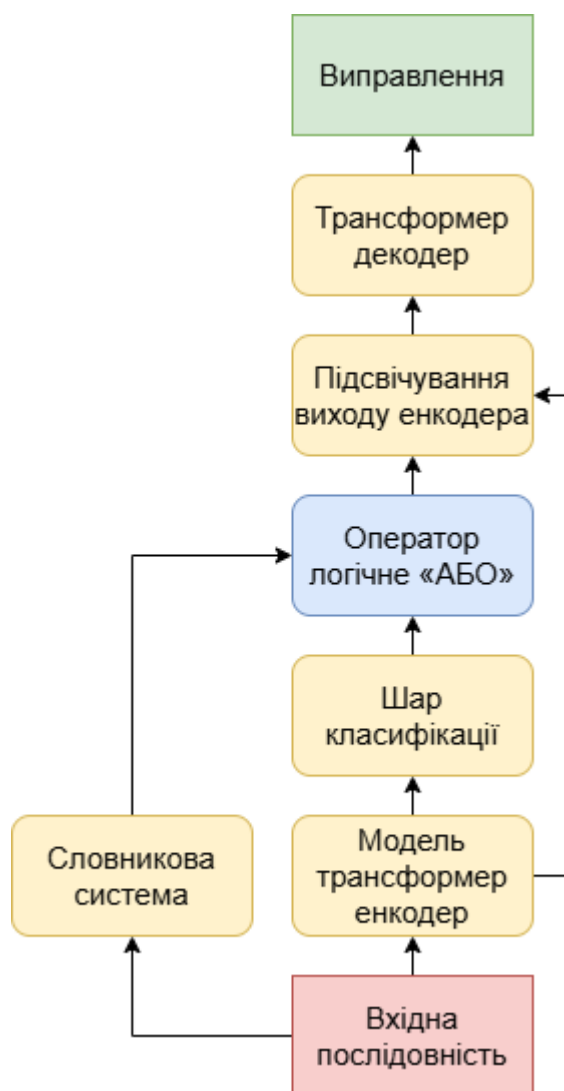 Виправлення
Трансформер
декодер
Підсвічування
виходу енкодера
Оператор
логічне «АБО»
Шар
класифікації
Словникова
система
Модель
трансформер
енкодер
Вхідна
послідовність